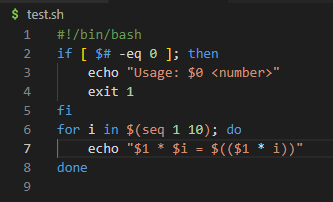 $ test.sh
1 #!/bin/bash
2 if [ $# -eq 0 ]; then
3     echo "Usage: $0 <number>"
4     exit 1
5 fi
6 for i in $(seq 1 10); do
7     echo "$1 * $i = $(($1 * i))"
8 done
9